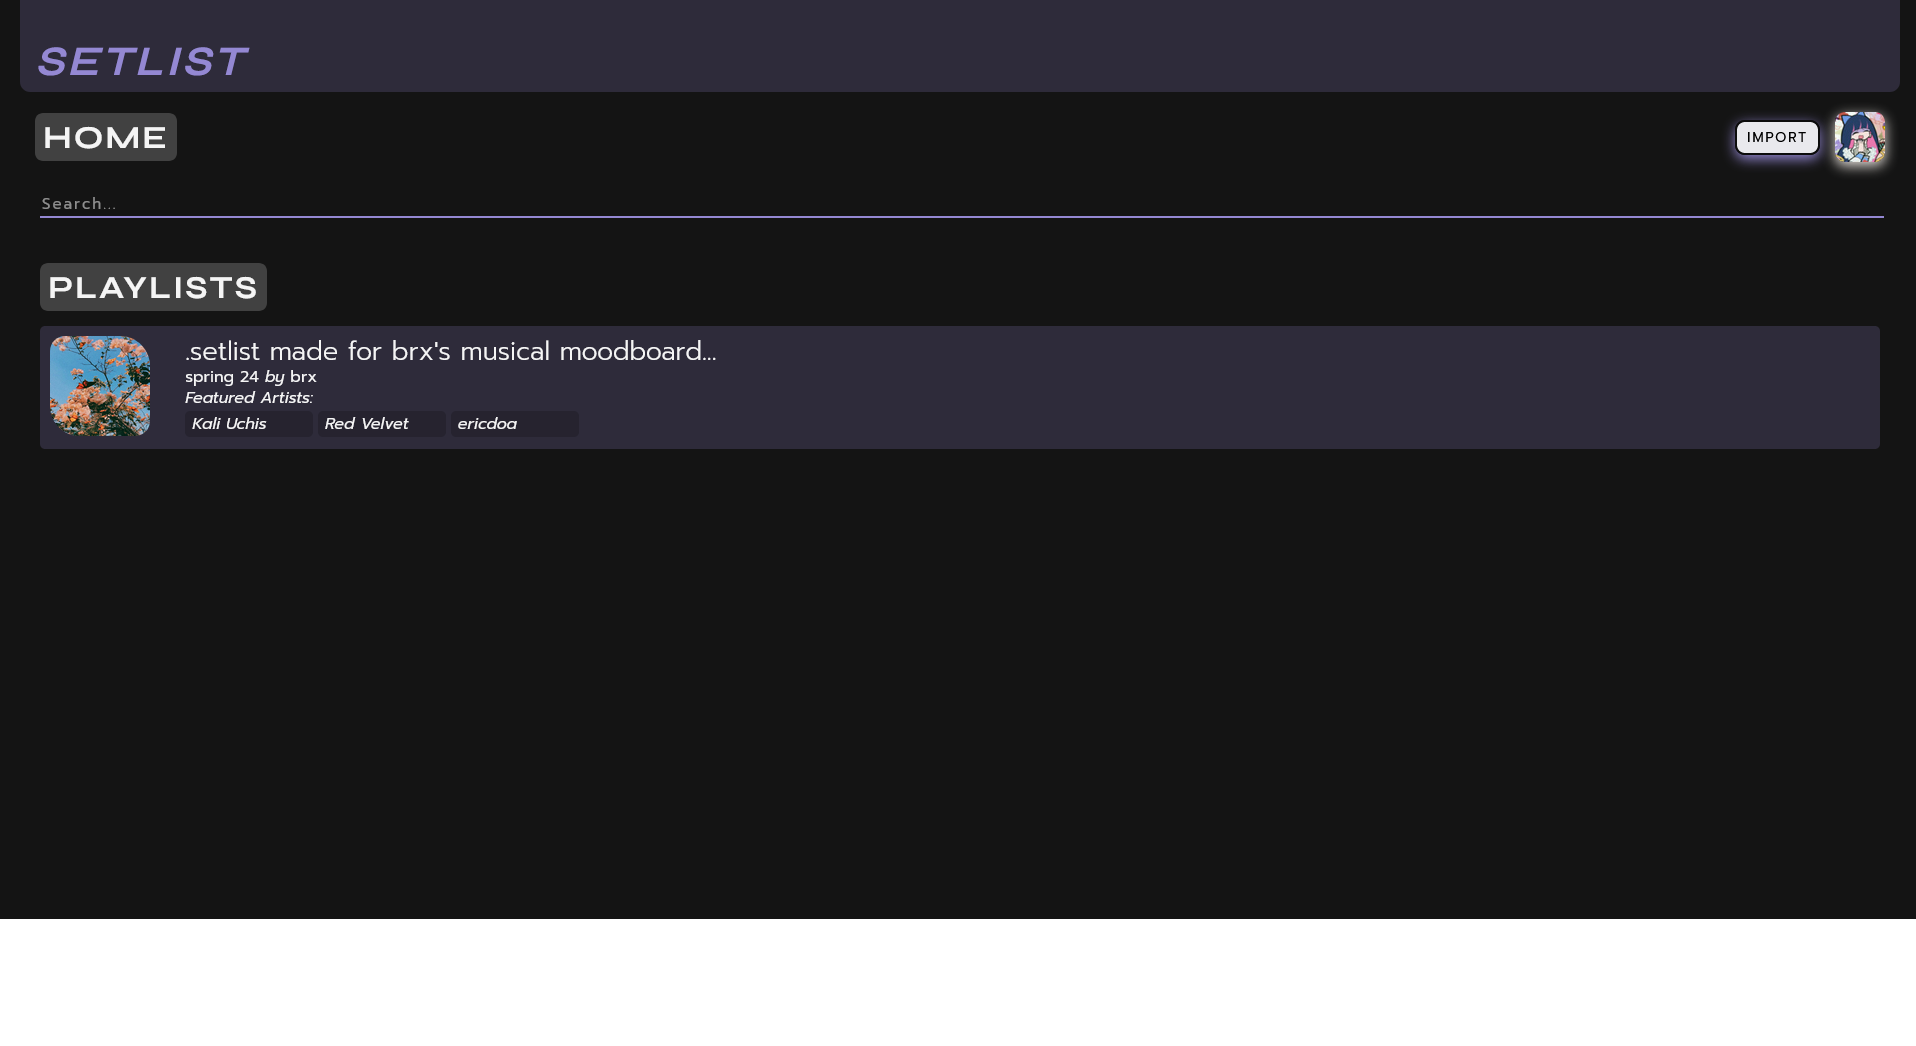 SETLIST
HOME
IMPORT
Search...
PLAYLISTS
.setlist made for brx's musical moodboard...
spring 24 by brx
Featured Artists:
Kali Uchis Red Velvet ericdoa